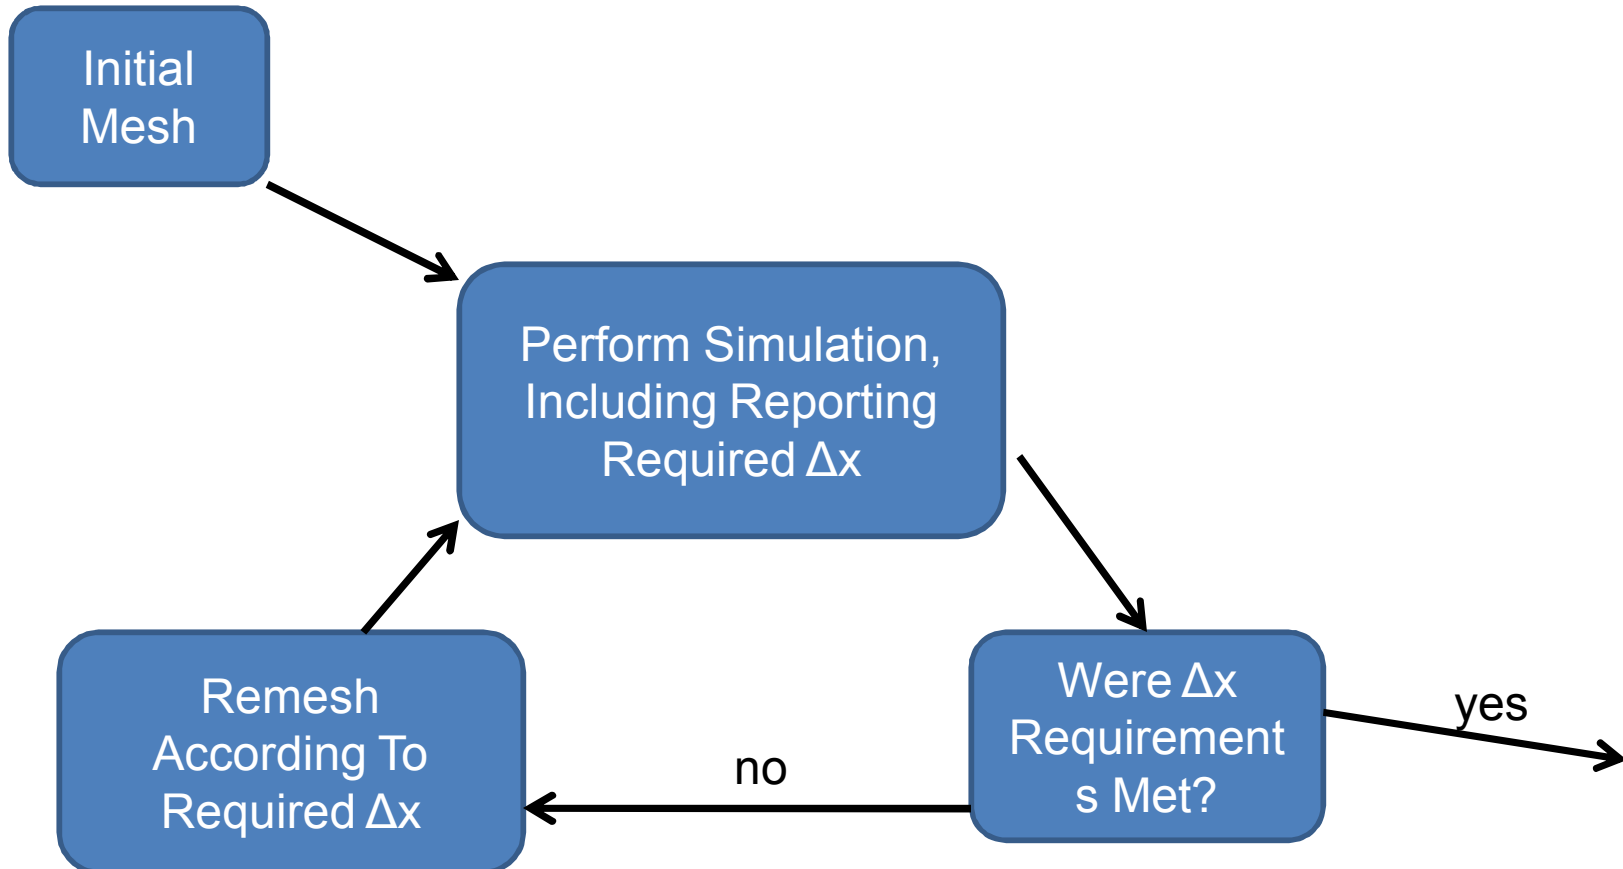 Initial
Mesh
Perform Simulation,
Including Reporting
Required Δx
Were Δx
Requirement
s Met?
yes
no
Remesh
According To
Required Δx